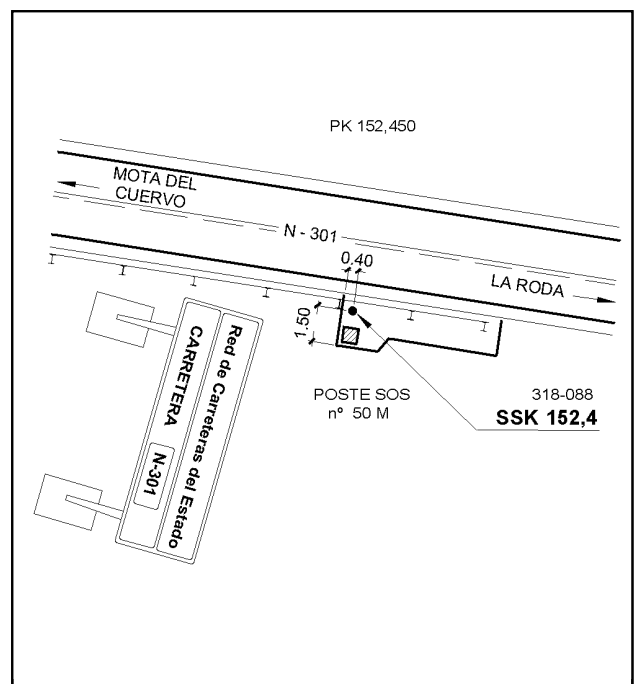 PK 152,450
MOTA DEL
CUERVO
N - 301
0.40
LA RODA
1.50
POSTE SOS
nº 50 M
318-088
SSK 152,4
Red de Carreteras del Estado
CARRETERA N-301